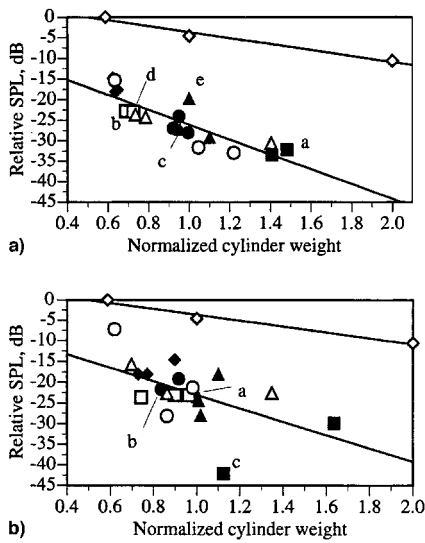 0
-5
-10
-15
-20
-25
-30
-35
-40
-45
Relative SPL, dB
d
e
b
c
a
0.4 0.6 0.8 1.0 1.2 1.4 1.6 1.8 2.0
a) Normalized cylinder weight
0
-5
-10
-15
-20
-25
-30
-35
-40
-45
Relative SPL, dB
a
b
c
0.4 0.6 0.8 1.0 1.2 1.4 1.6 1.8 2.0
b) Normalized cylinder weight